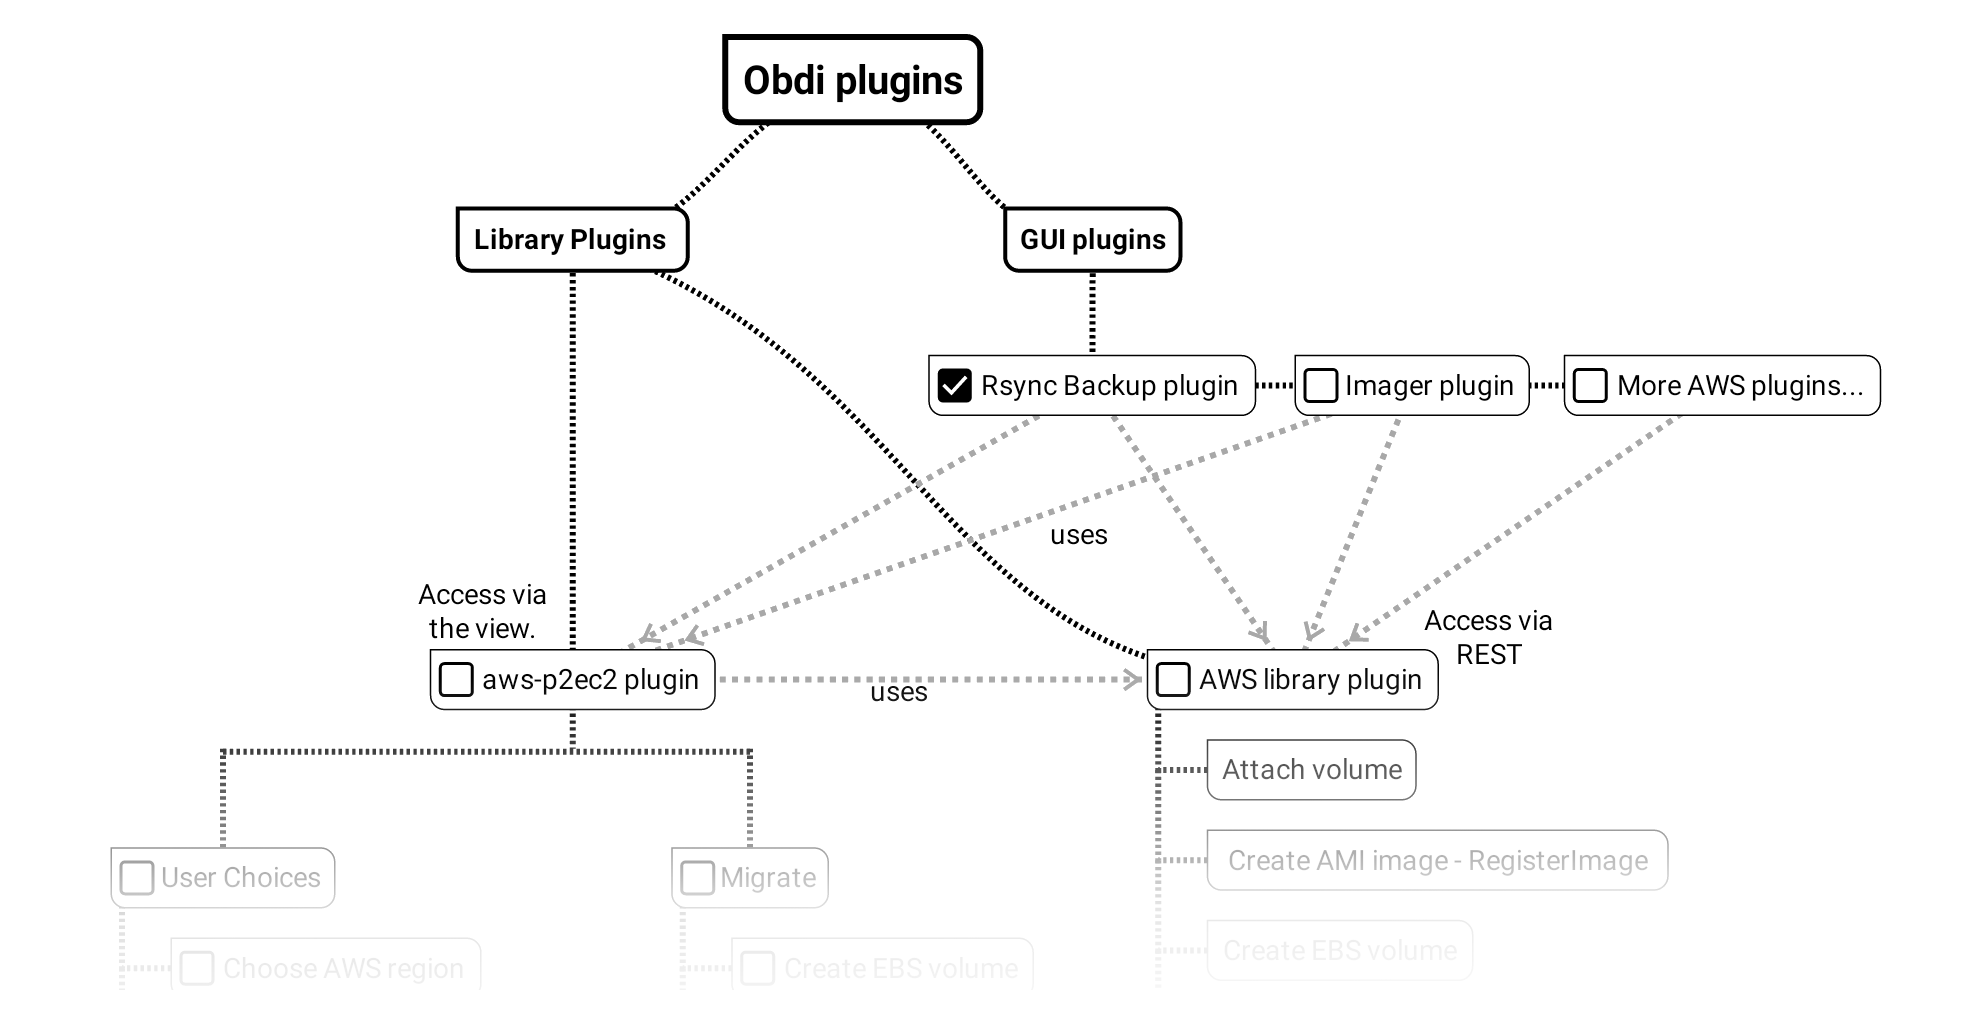 Obdi plugins
Library Plugins
GUI plugins
Rsync Backup plugin
Imager plugin
More AWS plugins...
uses
Access via
the view.
Access via
REST
aws-p2ec2 plugin
uses
AWS library plugin
Attach volume
Create AMI image - RegisterImage
User Choices
Migrate
Create EBS volume
Choose AWS region
Create EBS volume